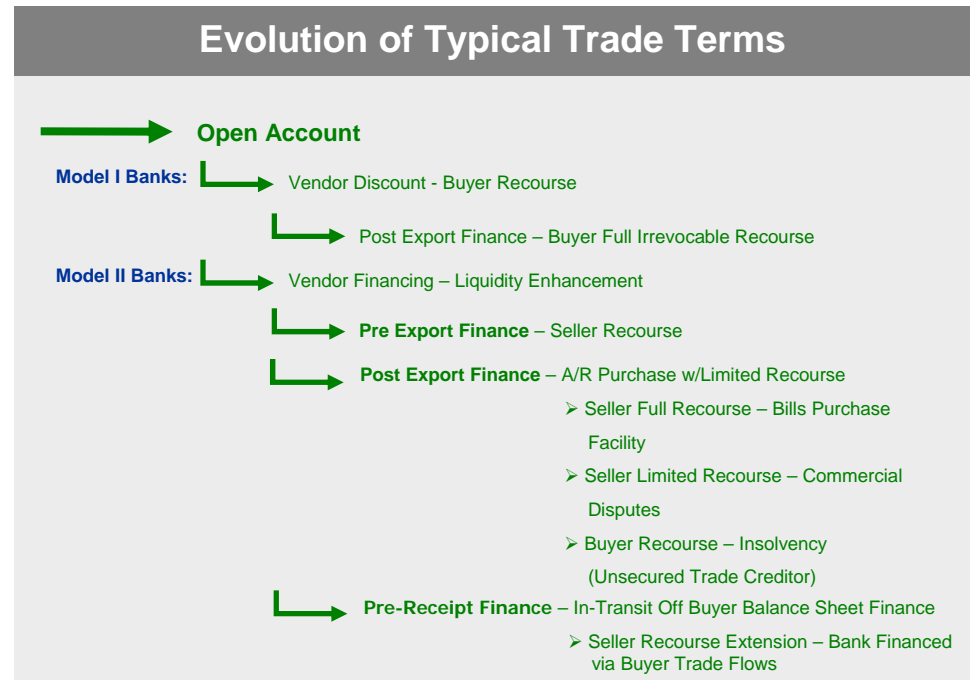 Evolution of Typical Trade Terms
Open Account
Model I Banks: Vendor Discount - Buyer Recourse
Post Export Finance – Buyer Full Irrevocable Recourse
Model II Banks: Vendor Financing – Liquidity Enhancement
Pre Export Finance – Seller Recourse
Post Export Finance – A/R Purchase w/Limited Recourse
➢ Seller Full Recourse – Bills Purchase
Facility
➢ Seller Limited Recourse – Commercial
Disputes
➢ Buyer Recourse – Insolvency
(Unsecured Trade Creditor)
Pre-Receipt Finance – In-Transit Off Buyer Balance Sheet Finance
➢ Seller Recourse Extension – Bank Financed
via Buyer Trade Flows